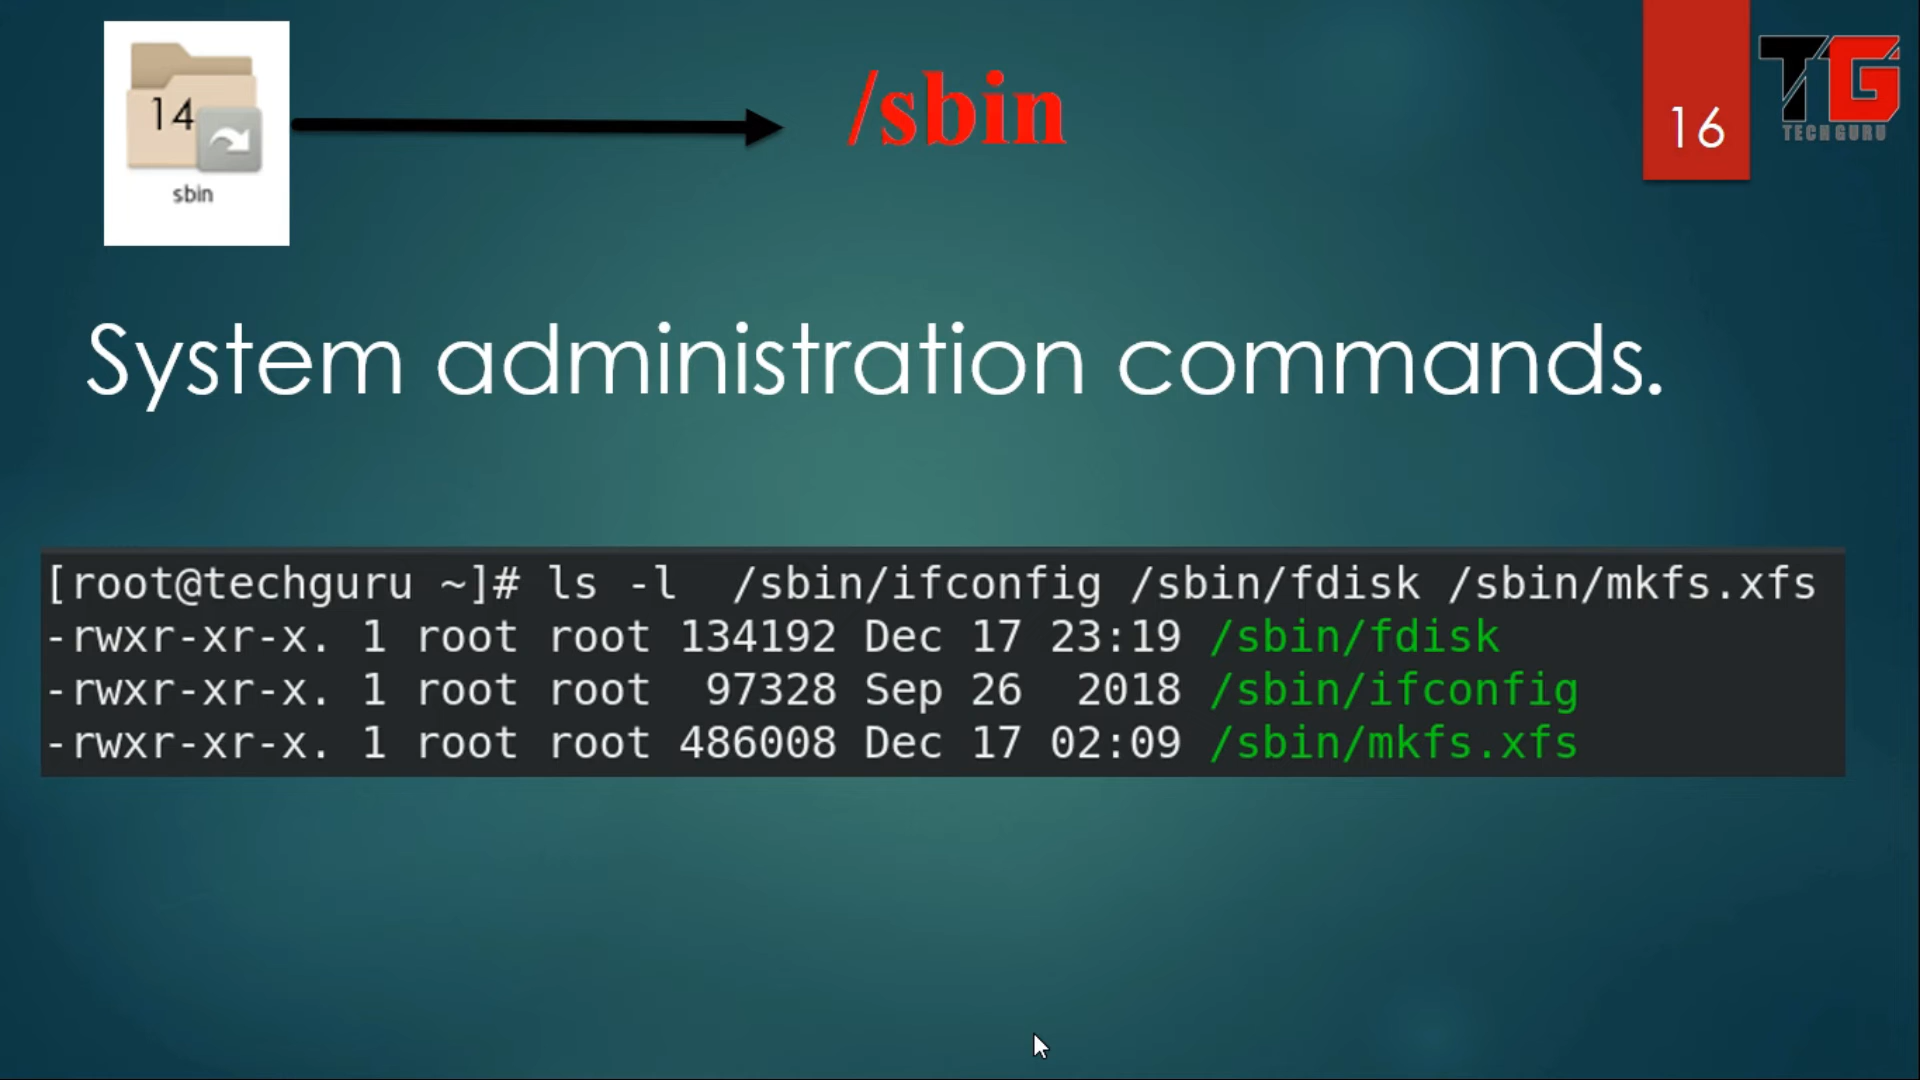 14
sbin
/sbin
16
TG
TECH GURU
System administration commands.
[root@techguru ~]# ls -l  /sbin/ifconfig /sbin/fdisk /sbin/mkfs.xfs
-rwxr-xr-x. 1 root root 134192 Dec 17 23:19 /sbin/fdisk
-rwxr-xr-x. 1 root root  97328 Sep 26  2018 /sbin/ifconfig
-rwxr-xr-x. 1 root root 486008 Dec 17 02:09 /sbin/mkfs.xfs